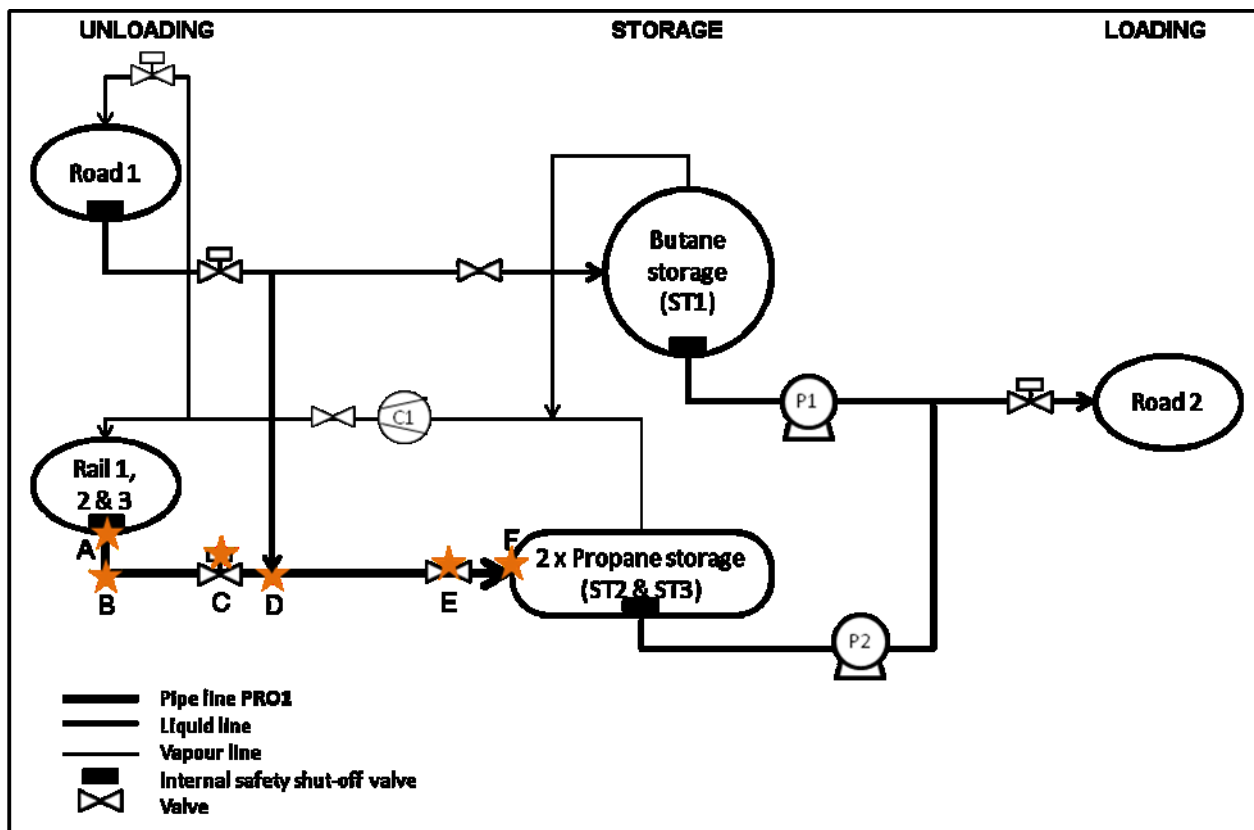 UNLOADING
STORAGE
LOADING
Road 1
Butane
storage
(ST1)
C1
P1
Road 2
Rail 1,
2 & 3
A
B
C
D
E
F
2 x Propane storage
(ST2 & ST3)
P2
Pipe line PRO1
Liquid line
Vapour line
Internal safety shut-off valve
Valve